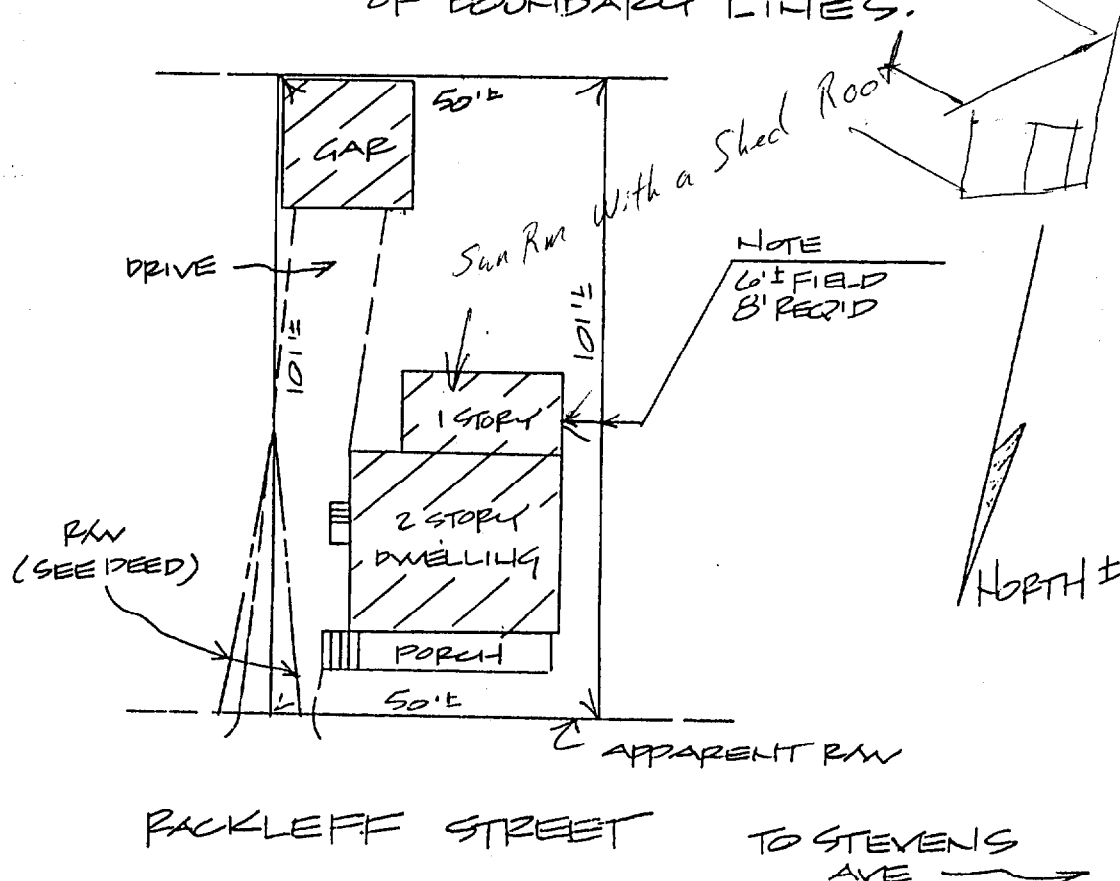 OF BOUNDARY LINES.
50'±
GAR
Sun Rm with a Shed Roof
DRIVE
NOTE
6'± FIELD
8' REQ'D
101'±
101'±
1 STORY
2 STORY
DWELLING
R/W
(SEE DEED)
NORTH ±
PORCH
50'±
APPARENT R/W
RACKLEFF STREET
TO STEVENS
AVE